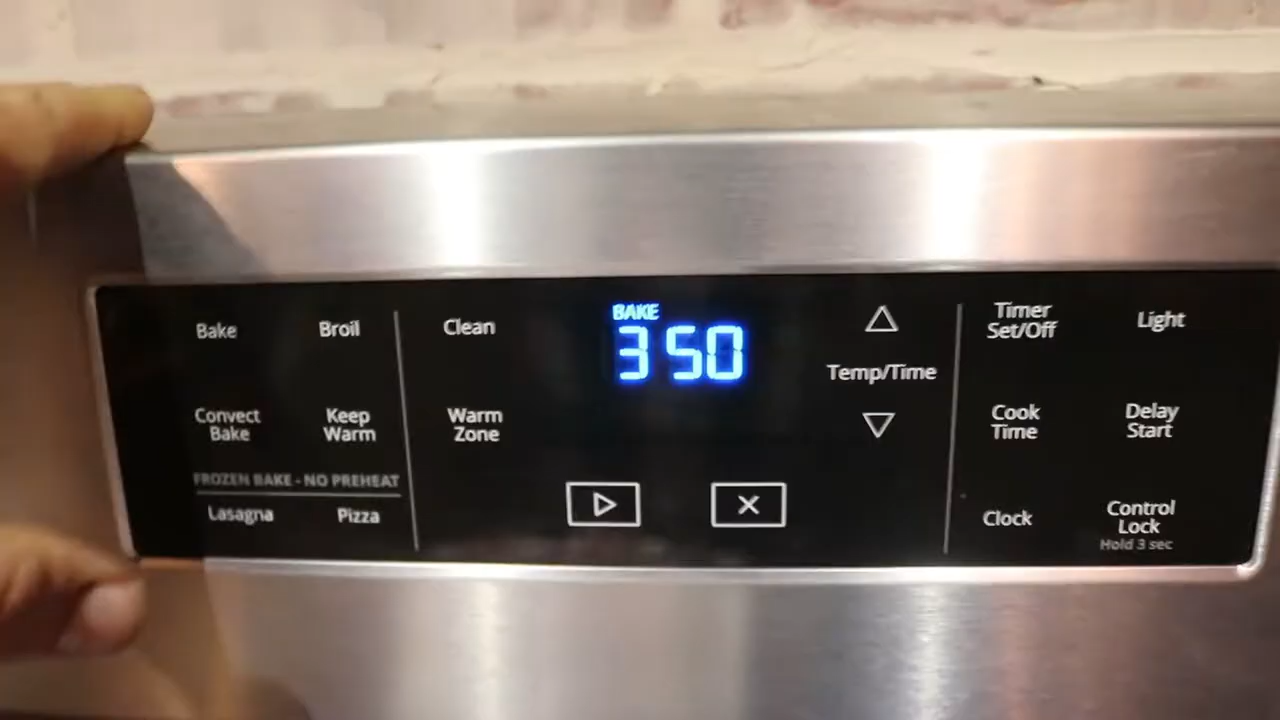 Bake
Broil
Convect
Bake
Keep
Warm
FROZEN BAKE - NO PREHEAT
Lasagna
Pizza
Clean
Warm
Zone
BAKE
350
Temp/Time
Timer
Set/Off
Light
Cook
Time
Delay
Start
Clock
Control
Lock
Hold 3 sec